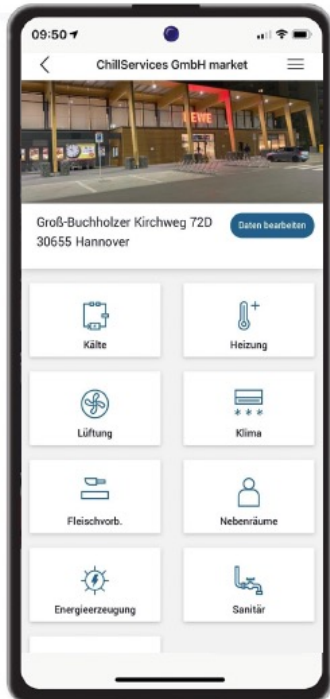 09:50
ChillServices GmbH market
REWE
Groß-Buchholzer Kirchweg 72D
30655 Hannover
Daten bearbeiten
Kälte
Heizung
Lüftung
Klima
Fleischvorb.
Nebenräume
Energieerzeugung
Sanitär